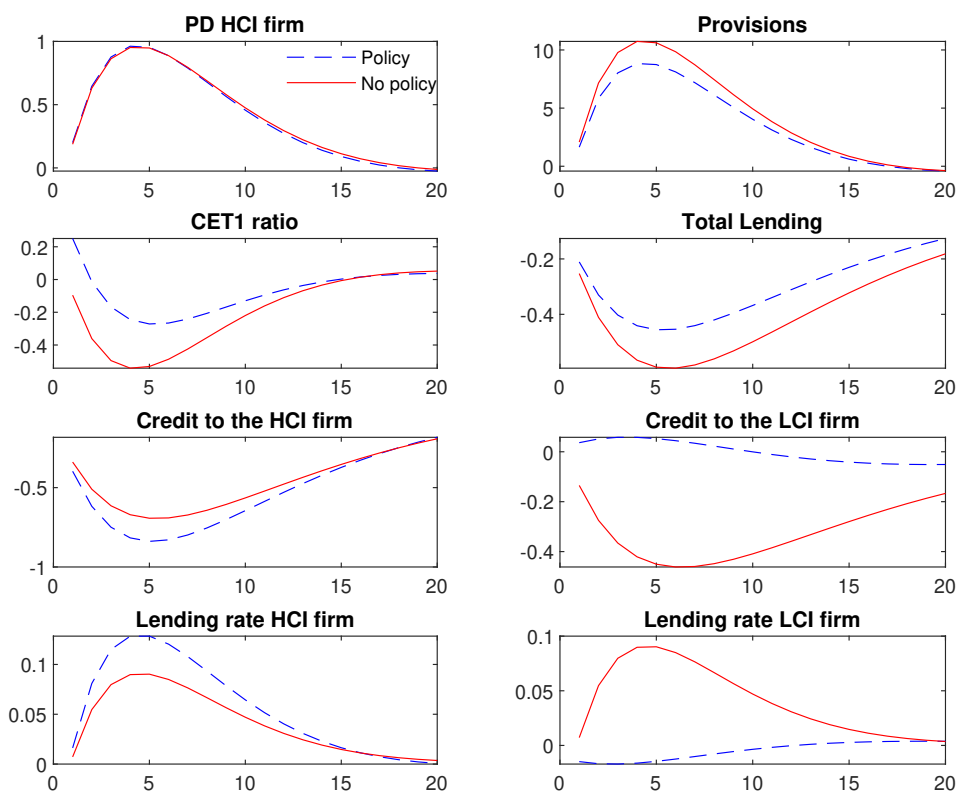 PD HCI firm
1
0.5
0
0 5 10 15 20
Policy
No policy
Provisions
10
5
0
0 5 10 15 20
CET1 ratio
0.2
0
-0.2
-0.4
0 5 10 15 20
Total Lending
-0.2
-0.4
0 5 10 15 20
Credit to the HCI firm
-0.5
-1
0 5 10 15 20
Credit to the LCI firm
0
-0.2
-0.4
0 5 10 15 20
Lending rate HCI firm
0.1
0.05
0
0 5 10 15 20
Lending rate LCI firm
0.1
0.05
0
0 5 10 15 20